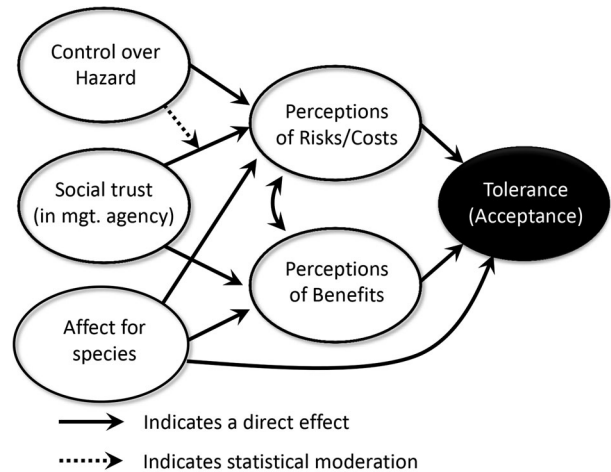 Control over
Hazard
Perceptions
of Risks/Costs
Social trust
(in mgt. agency)
Tolerance
(Acceptance)
Perceptions
of Benefits
Affect for
species
Indicates a direct effect
Indicates statistical moderation